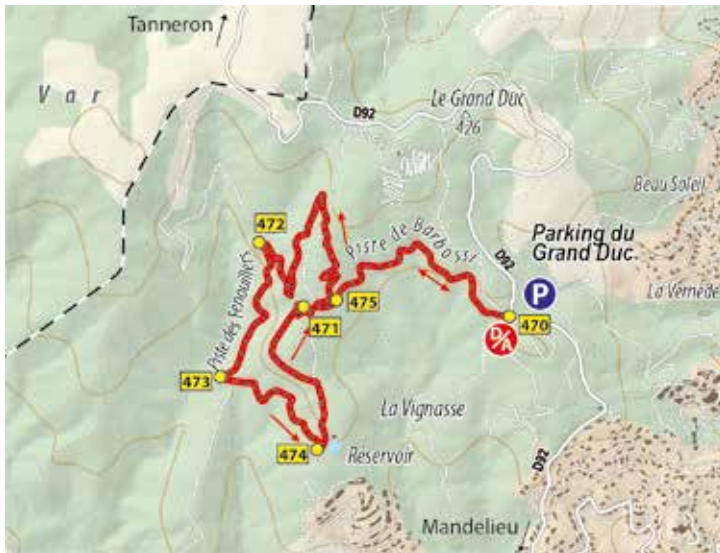 Tanneron
Var
D92
Le Grand Duc
426
Beau Soleil
472
Piste de Barbossi
Parking du
Grand Duc
D92
P
La Vernède
475
471
470
D/A
Piste des Fenouillers
473
La Vignasse
474
Réservoir
D92
Mandelieu